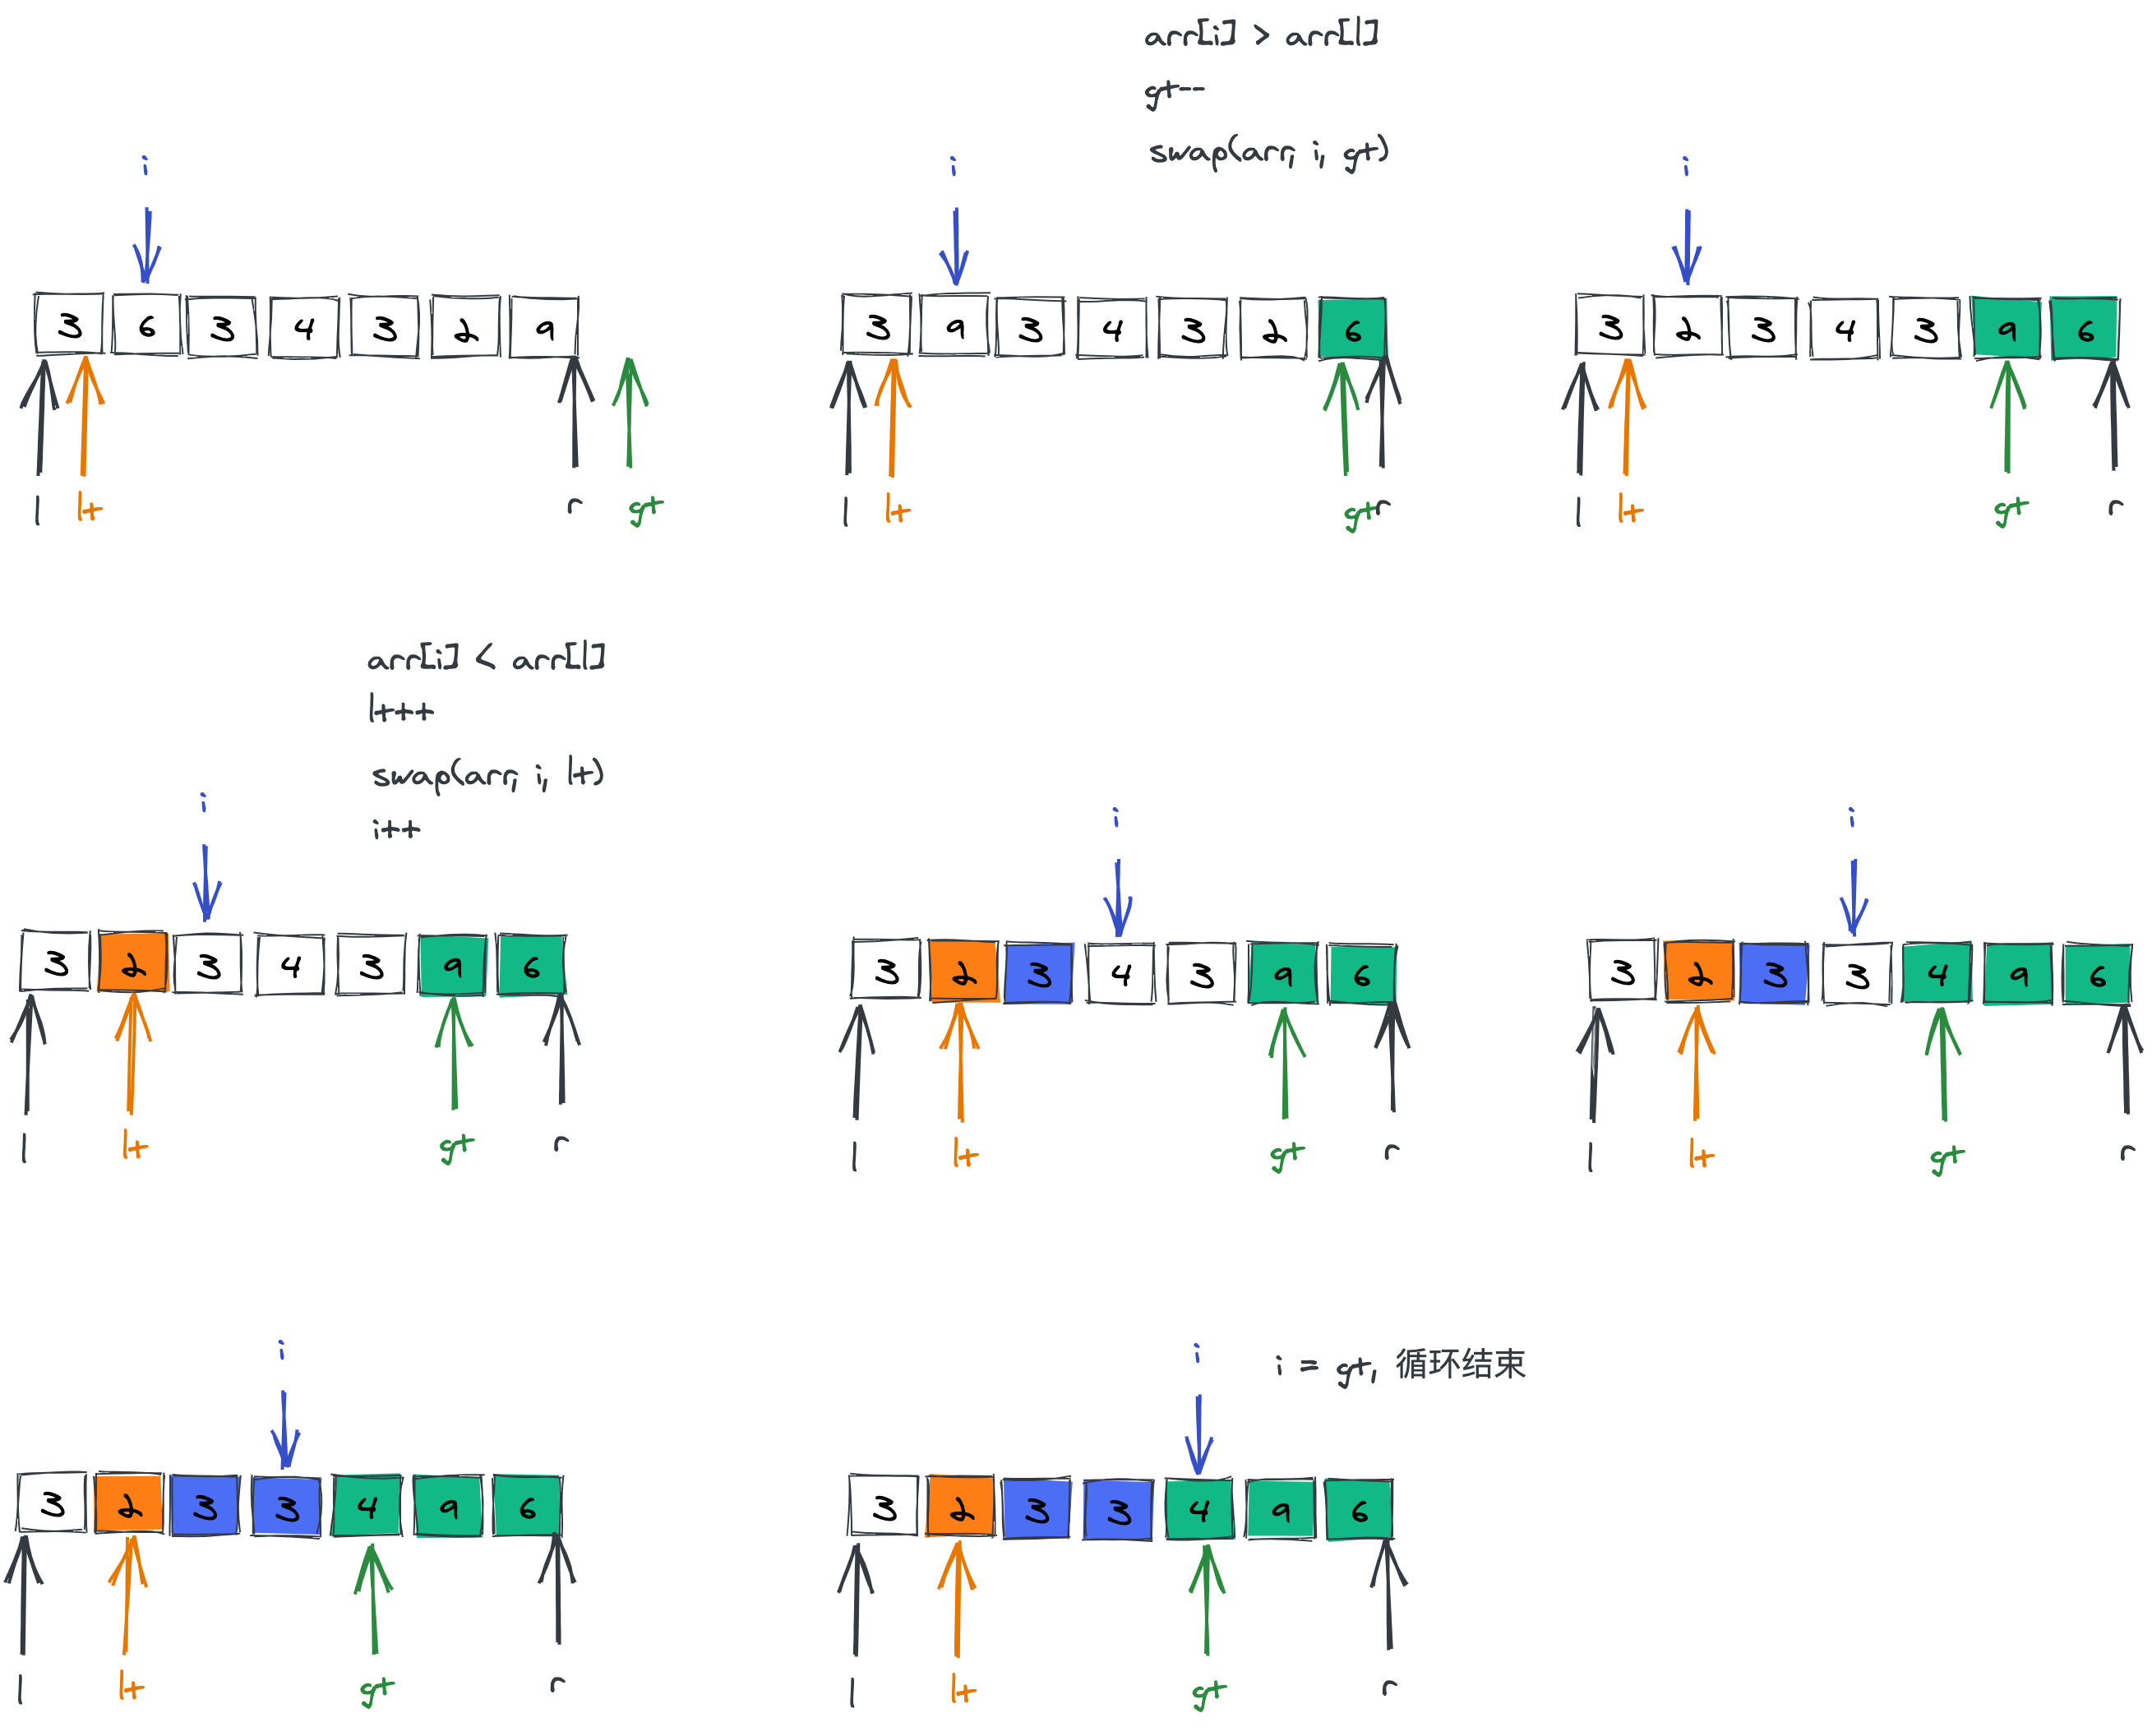 arr[i] > arr[l]
gt--
swap(arr, i, gt)
i
i
i
3 6 3 4 3 2 9
3 9 3 4 3 2 6
3 2 3 4 3 9 6
l lt r gt
l lt gt r
l lt gt r
arr[i] < arr[l]
lt++
swap(arr, i, lt)
i++
i
i
i
3 2 3 4 3 9 6
3 2 3 4 3 9 6
3 2 3 3 4 9 6
l lt gt r
l lt gt r
l lt gt r
i
i
i = gt, 循环结束
3 2 3 3 4 9 6
3 2 3 3 4 9 6
l lt gt r
l lt gt r